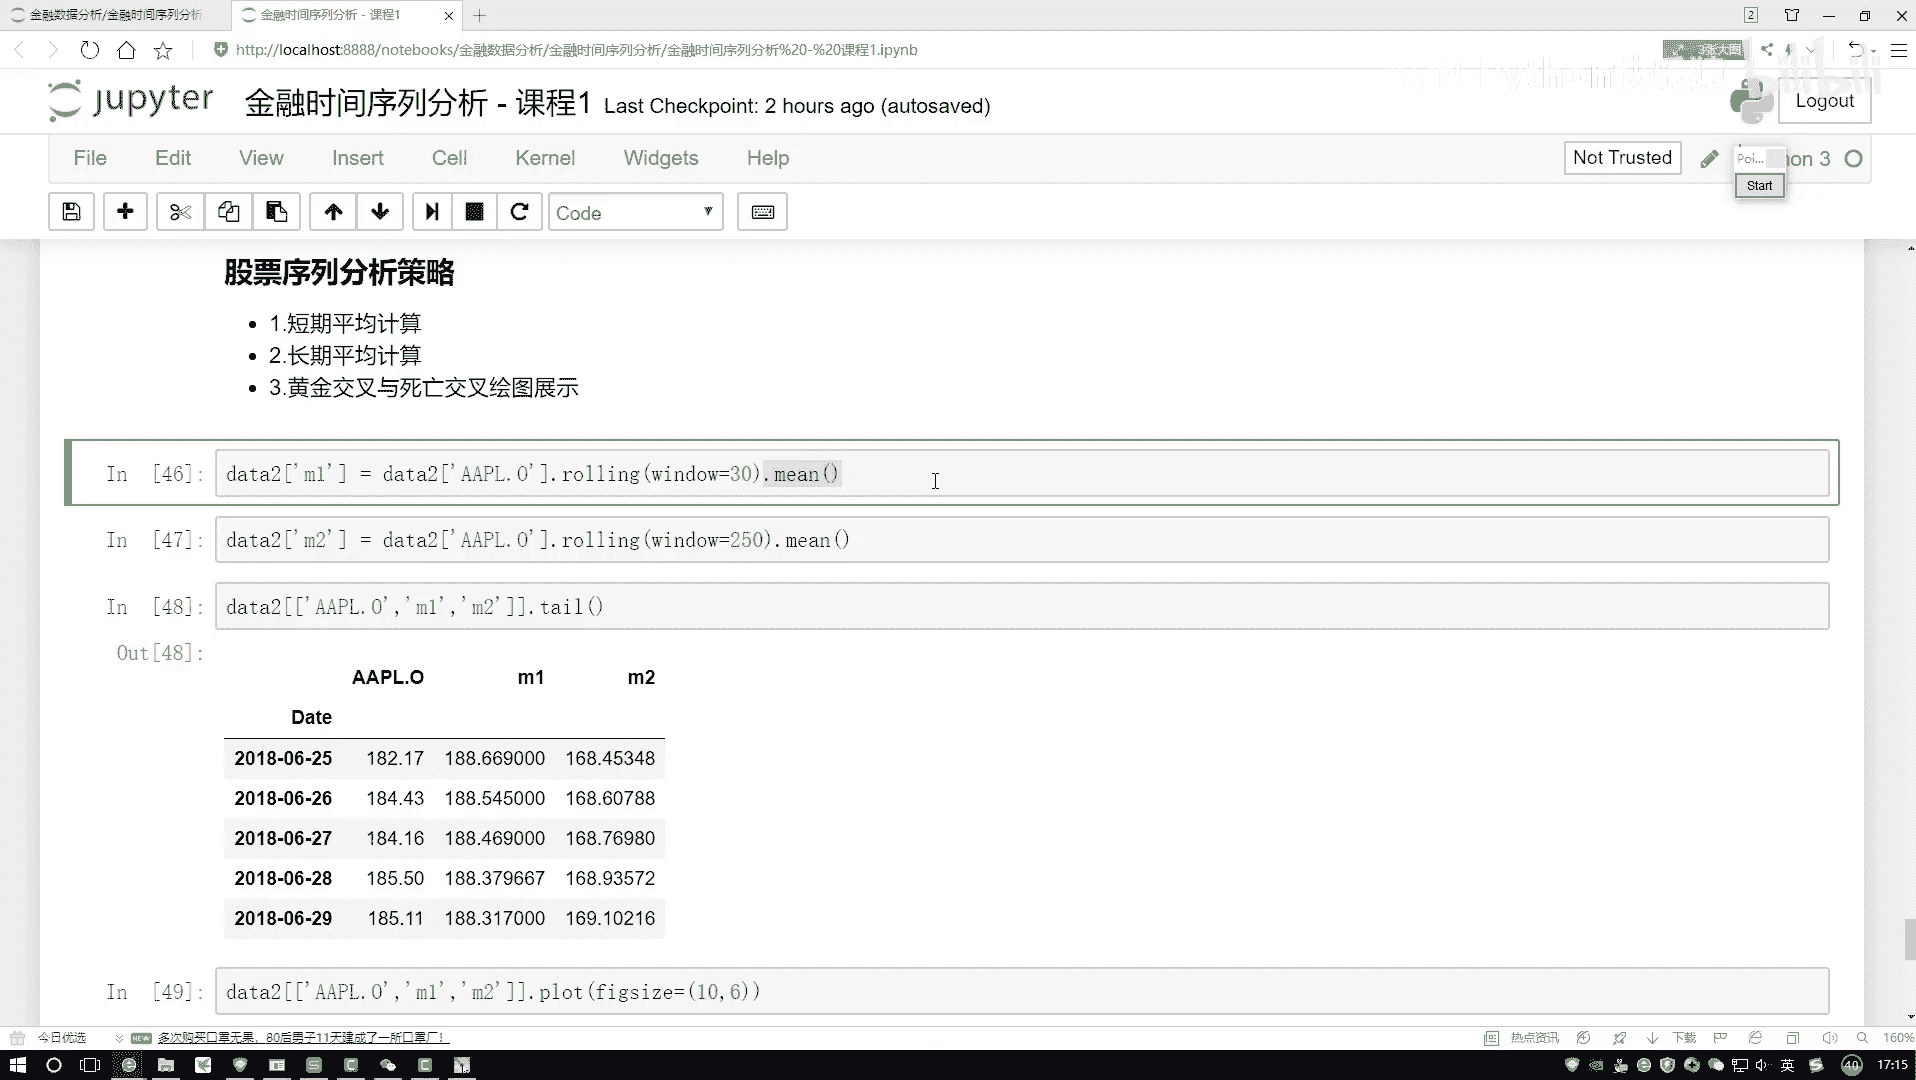 金融数据分析/金融时间序列分析
金融时间序列分析 - 课程1
2
http://localhost:8888/notebooks/金融数据分析/金融时间序列分析/金融时间序列分析%20-%20课程1.ipynb
bilibili
jupyter
金融时间序列分析 - 课程1
Last Checkpoint: 2 hours ago (autosaved)
Logout
File Edit View Insert Cell Kernel Widgets Help
Not Trusted
Poi...
Start
Code
股票序列分析策略
1.短期平均计算
2.长期平均计算
3.黄金交叉与死亡交叉绘图展示
In [46]: data2['m1'] = data2['AAPL.O'].rolling(window=30).mean()
In [47]: data2['m2'] = data2['AAPL.O'].rolling(window=250).mean()
In [48]: data2[['AAPL.O','m1','m2']].tail()
Out[48]:
AAPL.O m1 m2
Date
2018-06-25 182.17 188.669000 168.45348
2018-06-26 184.43 188.545000 168.60788
2018-06-27 184.16 188.469000 168.76980
2018-06-28 185.50 188.379667 168.93572
2018-06-29 185.11 188.317000 169.10216
In [49]: data2[['AAPL.O','m1','m2']].plot(figsize=(10,6))
今日优选 NEW 多次购买口罩无果，80后男子11天建成了一所口罩厂！ 热点资讯 下载 160%
英 40 17:15